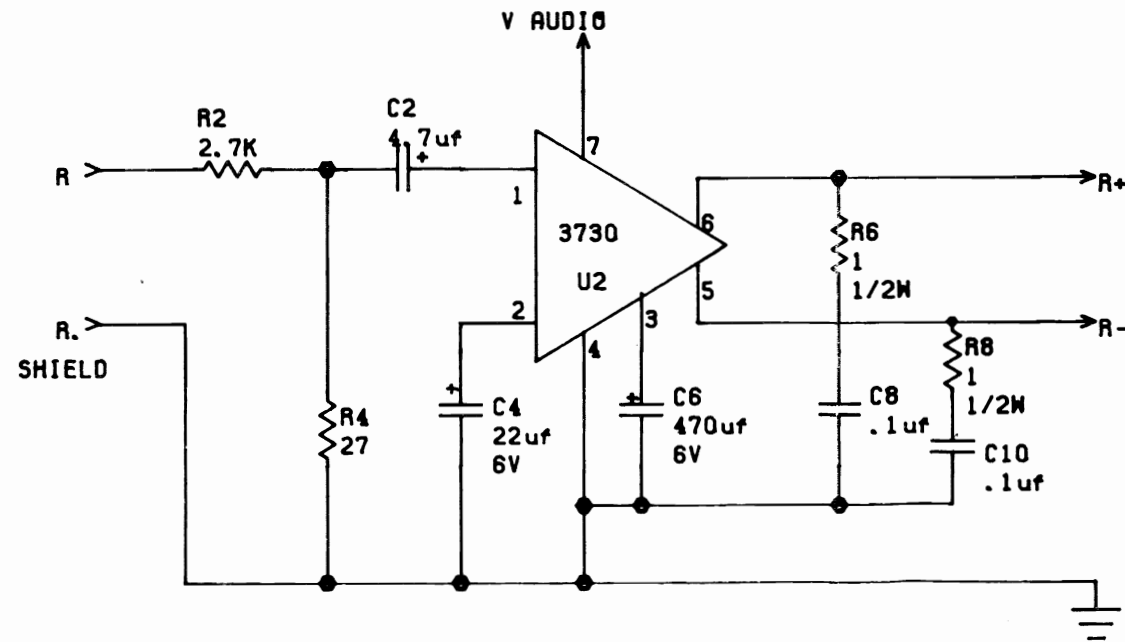 V AUDIO
R2
2.7K
C2
4.7uf
+
7
R
1
3730
U2
6
R+
R6
1
1/2W
5
R.
SHIELD
2
3
4
R-
R8
1
1/2W
+
C4
22uf
6V
+
C6
470uf
6V
C8
.1uf
R4
27
C10
.1uf